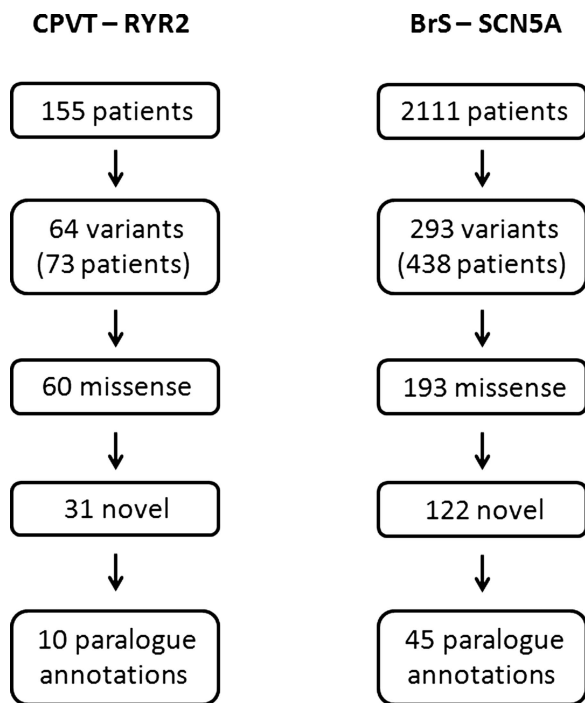 CPVT – RYR2
155 patients
64 variants
(73 patients)
60 missense
31 novel
10 paralogue
annotations
BrS – SCN5A
2111 patients
293 variants
(438 patients)
193 missense
122 novel
45 paralogue
annotations